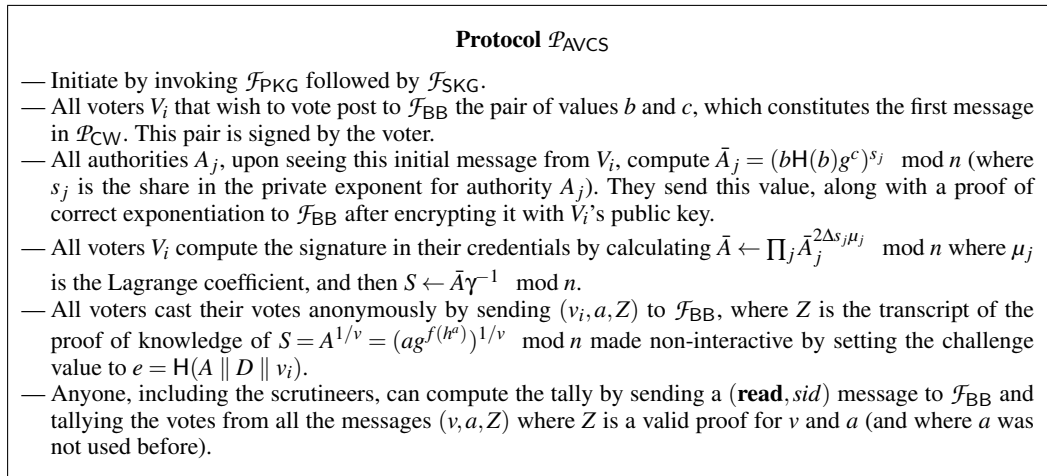 Protocol 𝒫AVCS
— Initiate by invoking ℱPKG followed by ℱSKG.
— All voters Vᵢ that wish to vote post to ℱBB the pair of values b and c, which constitutes the first message
in 𝒫CW. This pair is signed by the voter.
— All authorities Aⱼ, upon seeing this initial message from Vᵢ, compute Āⱼ = (bH(b)g^c)^{sⱼ} mod n (where
sⱼ is the share in the private exponent for authority Aⱼ). They send this value, along with a proof of
correct exponentiation to ℱBB after encrypting it with Vᵢ's public key.
— All voters Vᵢ compute the signature in their credentials by calculating Ā ← ∏ⱼ Āⱼ^{2Δsⱼμⱼ} mod n where μⱼ
is the Lagrange coefficient, and then S ← Āγ⁻¹ mod n.
— All voters cast their votes anonymously by sending (vᵢ,a,Z) to ℱBB, where Z is the transcript of the
proof of knowledge of S = A^{1/v} = (ag^{f(h^a)})^{1/v} mod n made non-interactive by setting the challenge
value to e = H(A ∥ D ∥ vᵢ).
— Anyone, including the scrutineers, can compute the tally by sending a (read,sid) message to ℱBB and
tallying the votes from all the messages (v,a,Z) where Z is a valid proof for v and a (and where a was
not used before).